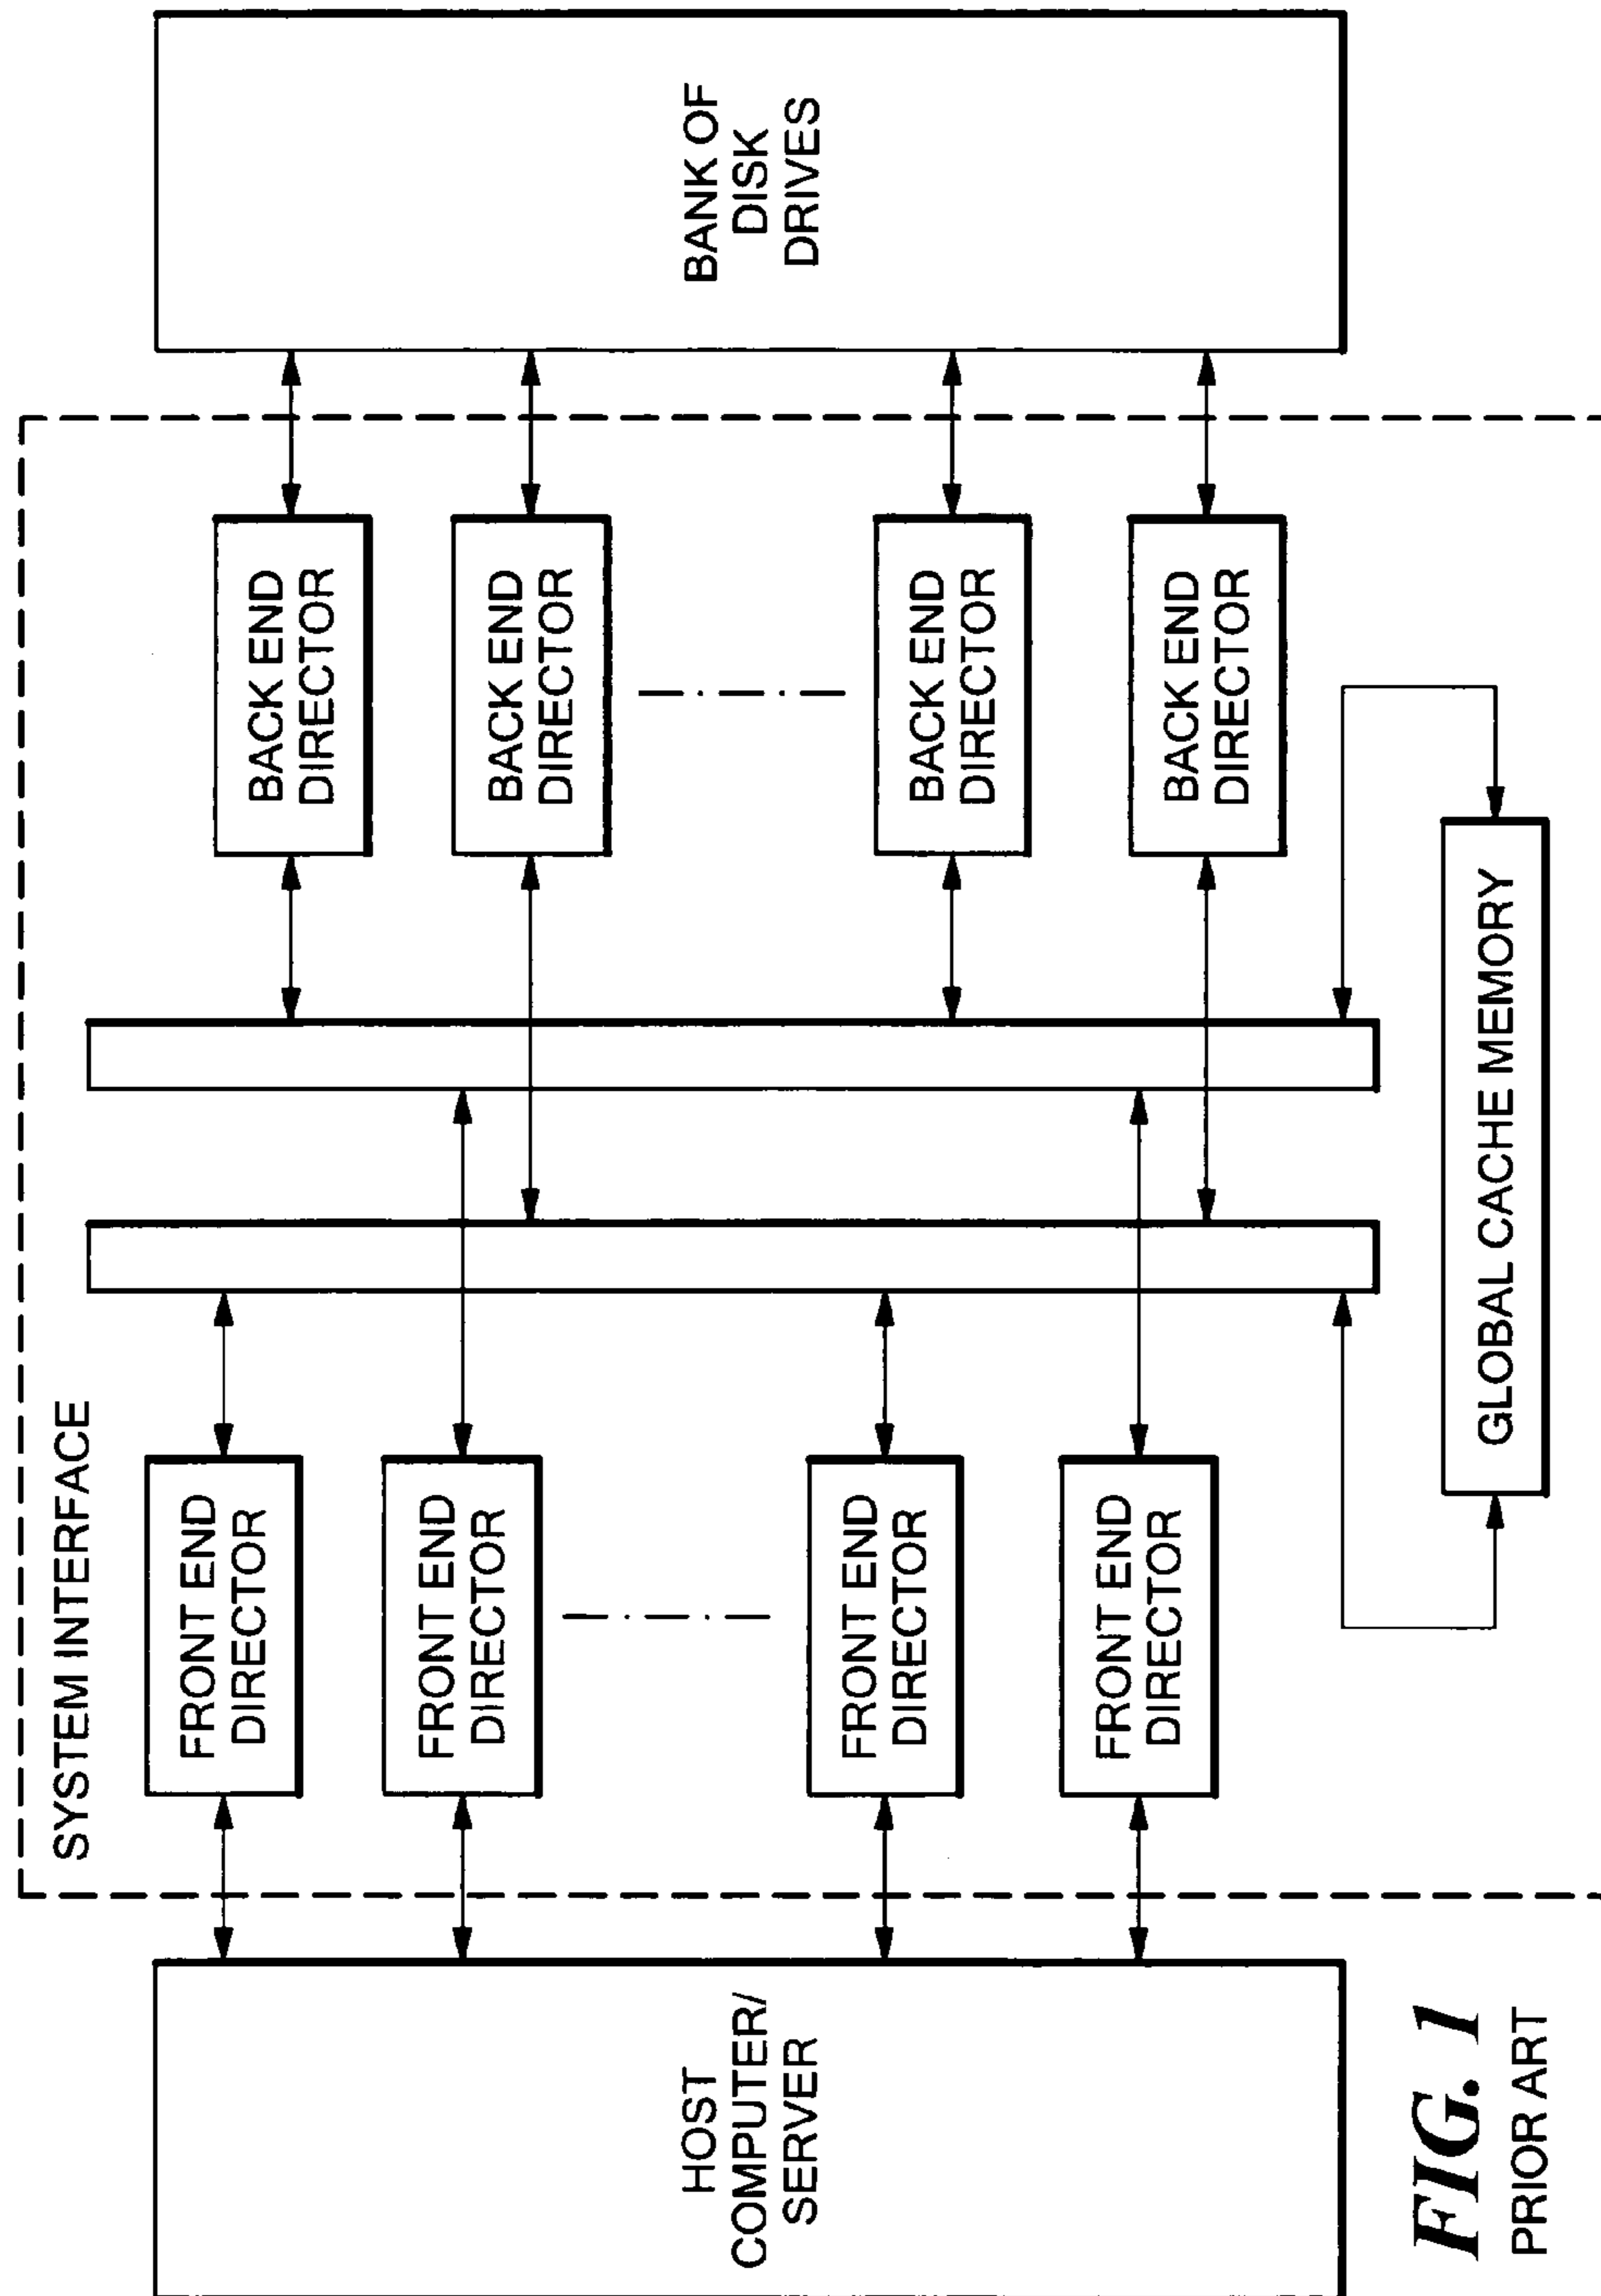 SYSTEM INTERFACE
HOST
COMPUTER/
SERVER
FRONT END
DIRECTOR
FRONT END
DIRECTOR
FRONT END
DIRECTOR
FRONT END
DIRECTOR
BACK END
DIRECTOR
BACK END
DIRECTOR
BACK END
DIRECTOR
BACK END
DIRECTOR
BANK OF
DISK
DRIVES
GLOBAL CACHE MEMORY
FIG. 1
PRIOR ART